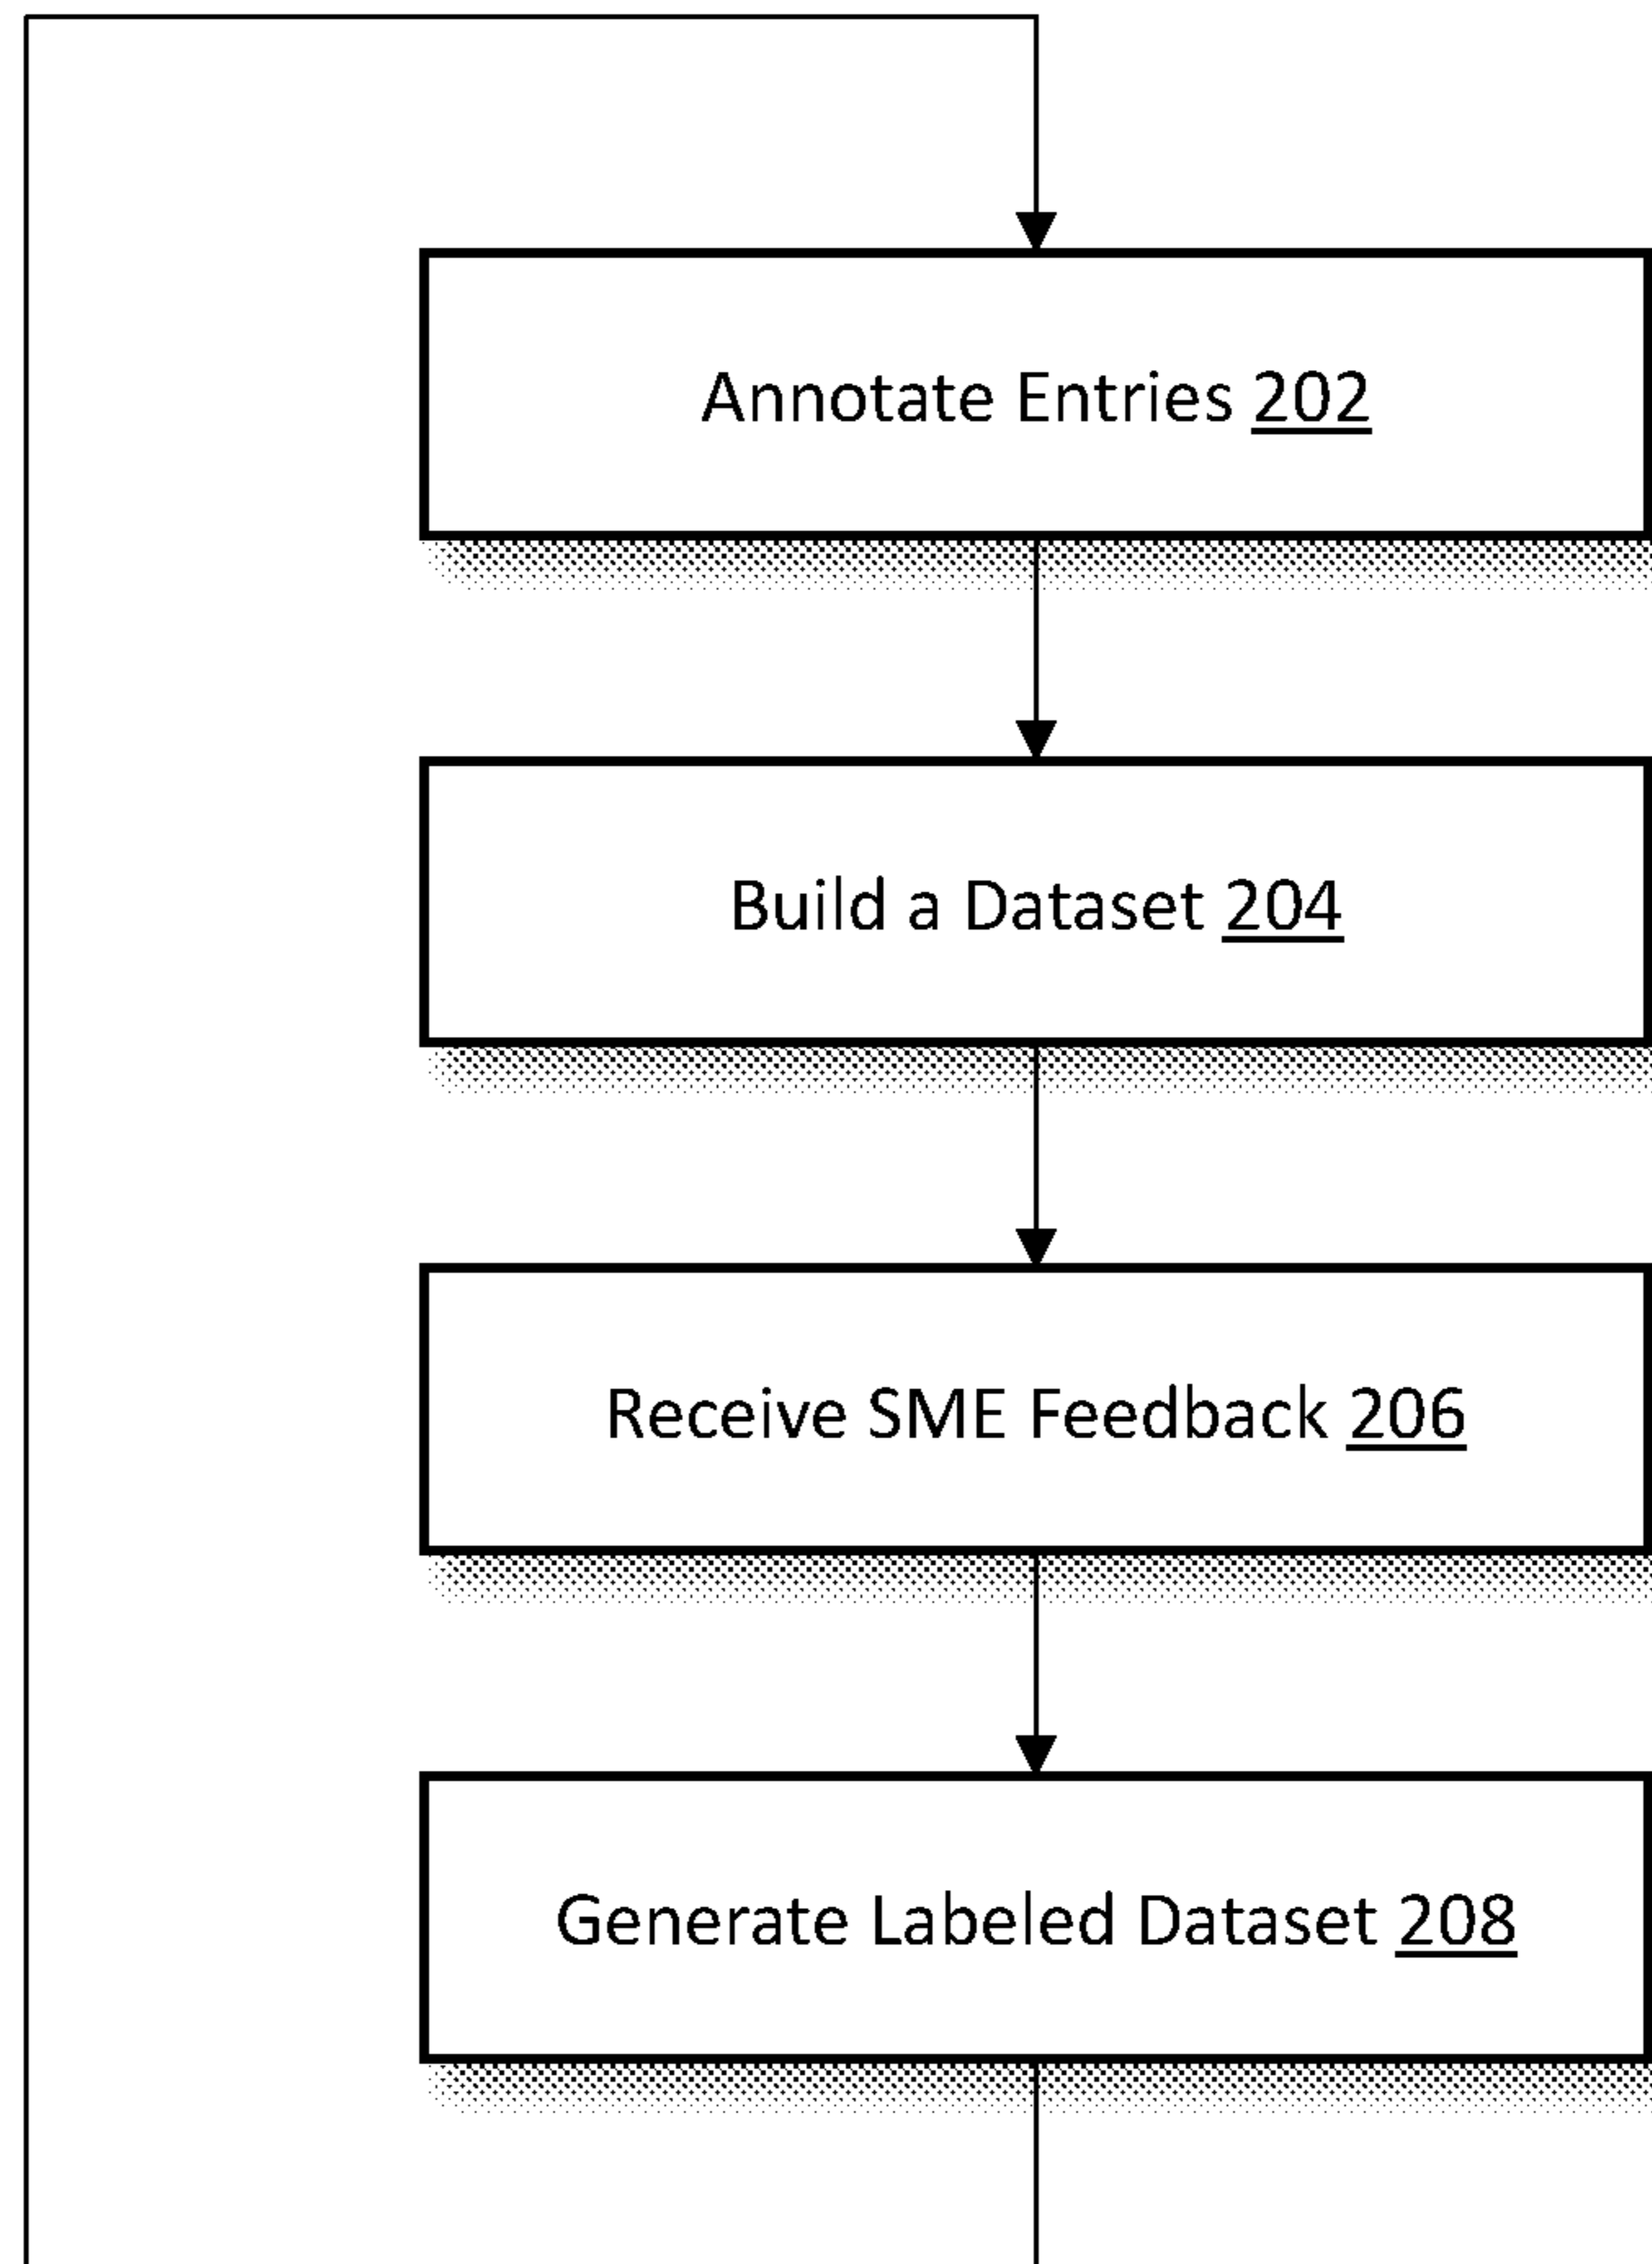 Annotate Entries 202
Build a Dataset 204
Receive SME Feedback 206
Generate Labeled Dataset 208